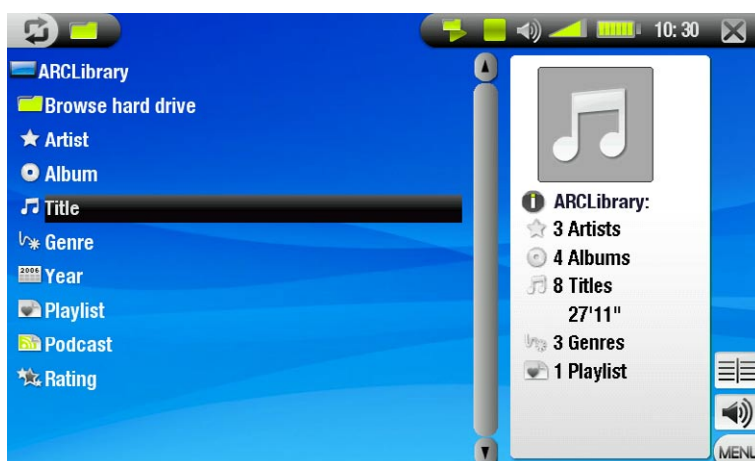 10:30
ARCLibrary
Browse hard drive
Artist
Album
Title
Genre
2006
Year
Playlist
Podcast
Rating
ARCLibrary:
3 Artists
4 Albums
8 Titles
27'11"
3 Genres
1 Playlist
MENU